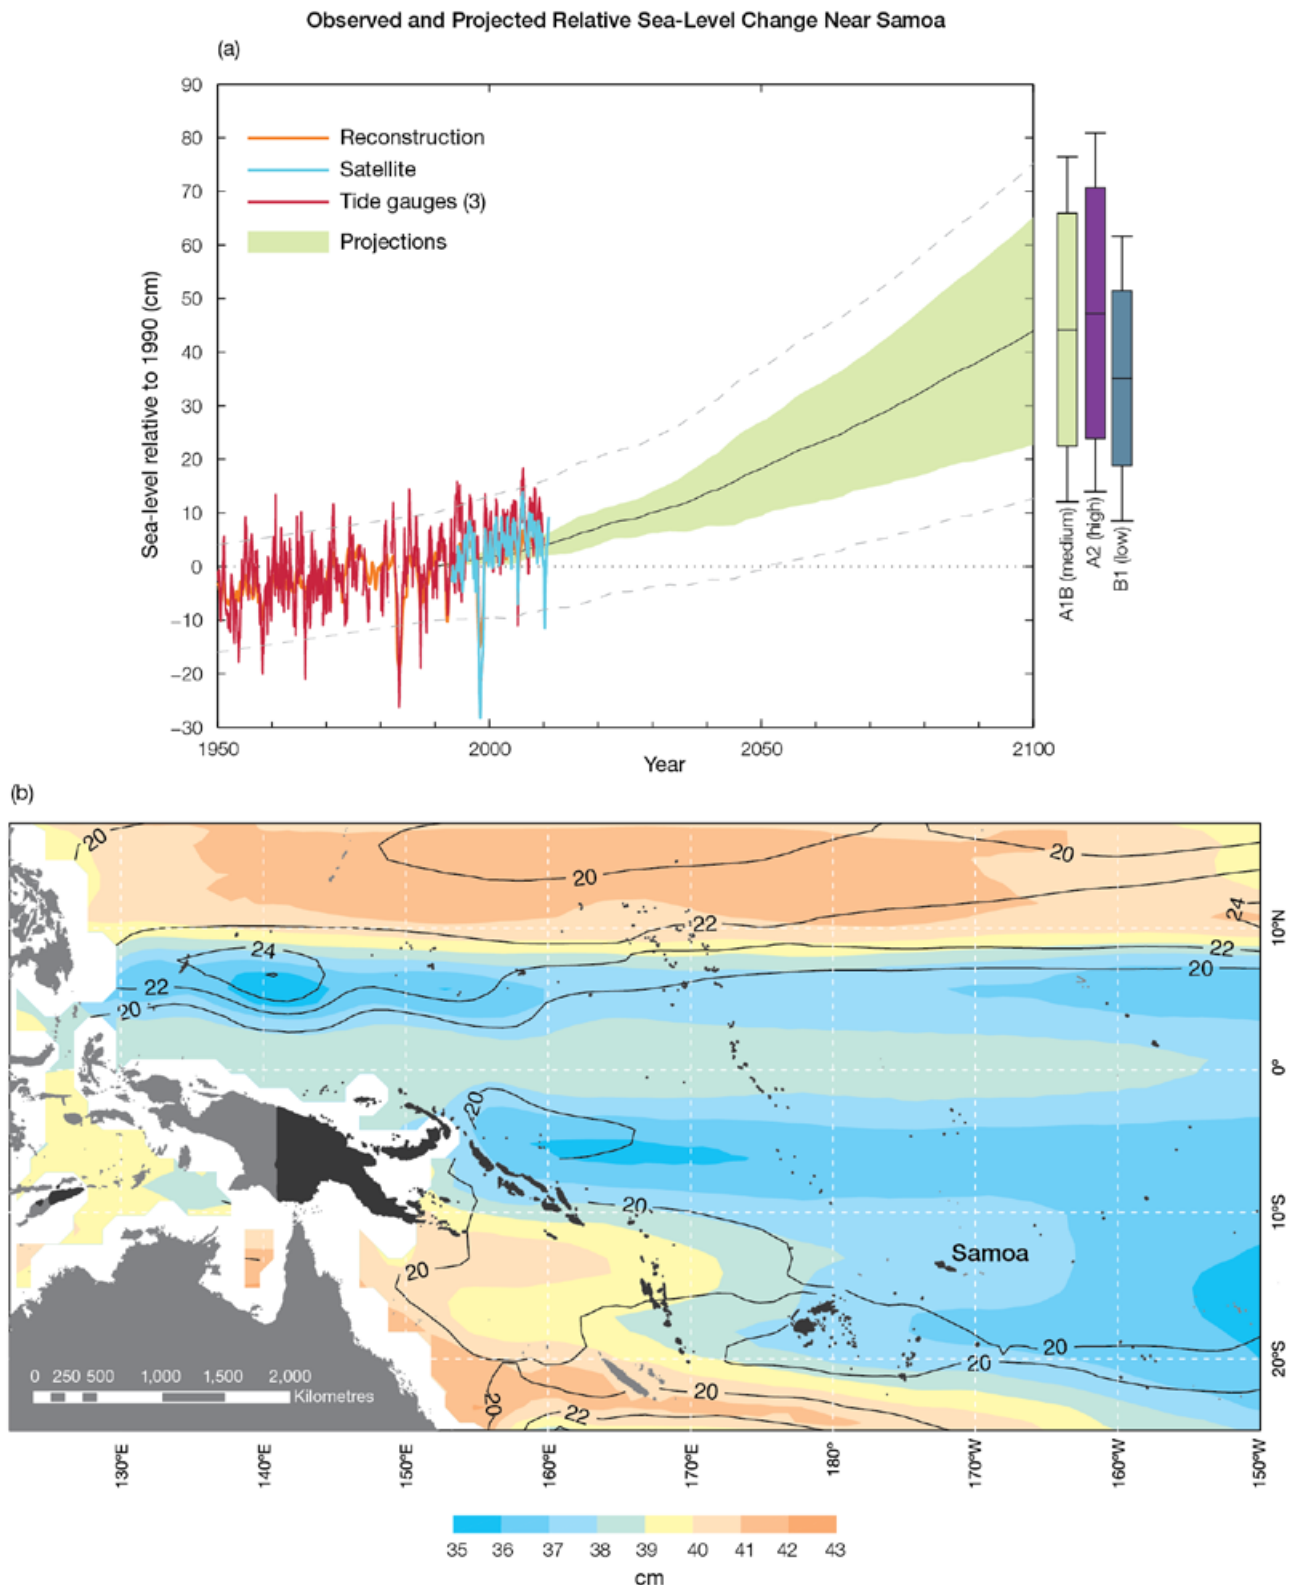 Observed and Projected Relative Sea-Level Change Near Samoa
(a)
90
80
70
60
50
40
30
20
10
0
−10
−20
−30
Sea-level relative to 1990 (cm)
Reconstruction
Satellite
Tide gauges (3)
Projections
1950
2000
2050
2100
Year
A1B (medium)
A2 (high)
B1 (low)
(b)
20
20
20
22
24
24
22
22
20
20
20
20
20
20
20
20
20
22
Samoa
10°N
0°
10°S
20°S
0 250 500 1,000 1,500 2,000
Kilometres
130°E
140°E
150°E
160°E
170°E
180°
170°W
160°W
150°W
35 36 37 38 39 40 41 42 43
cm